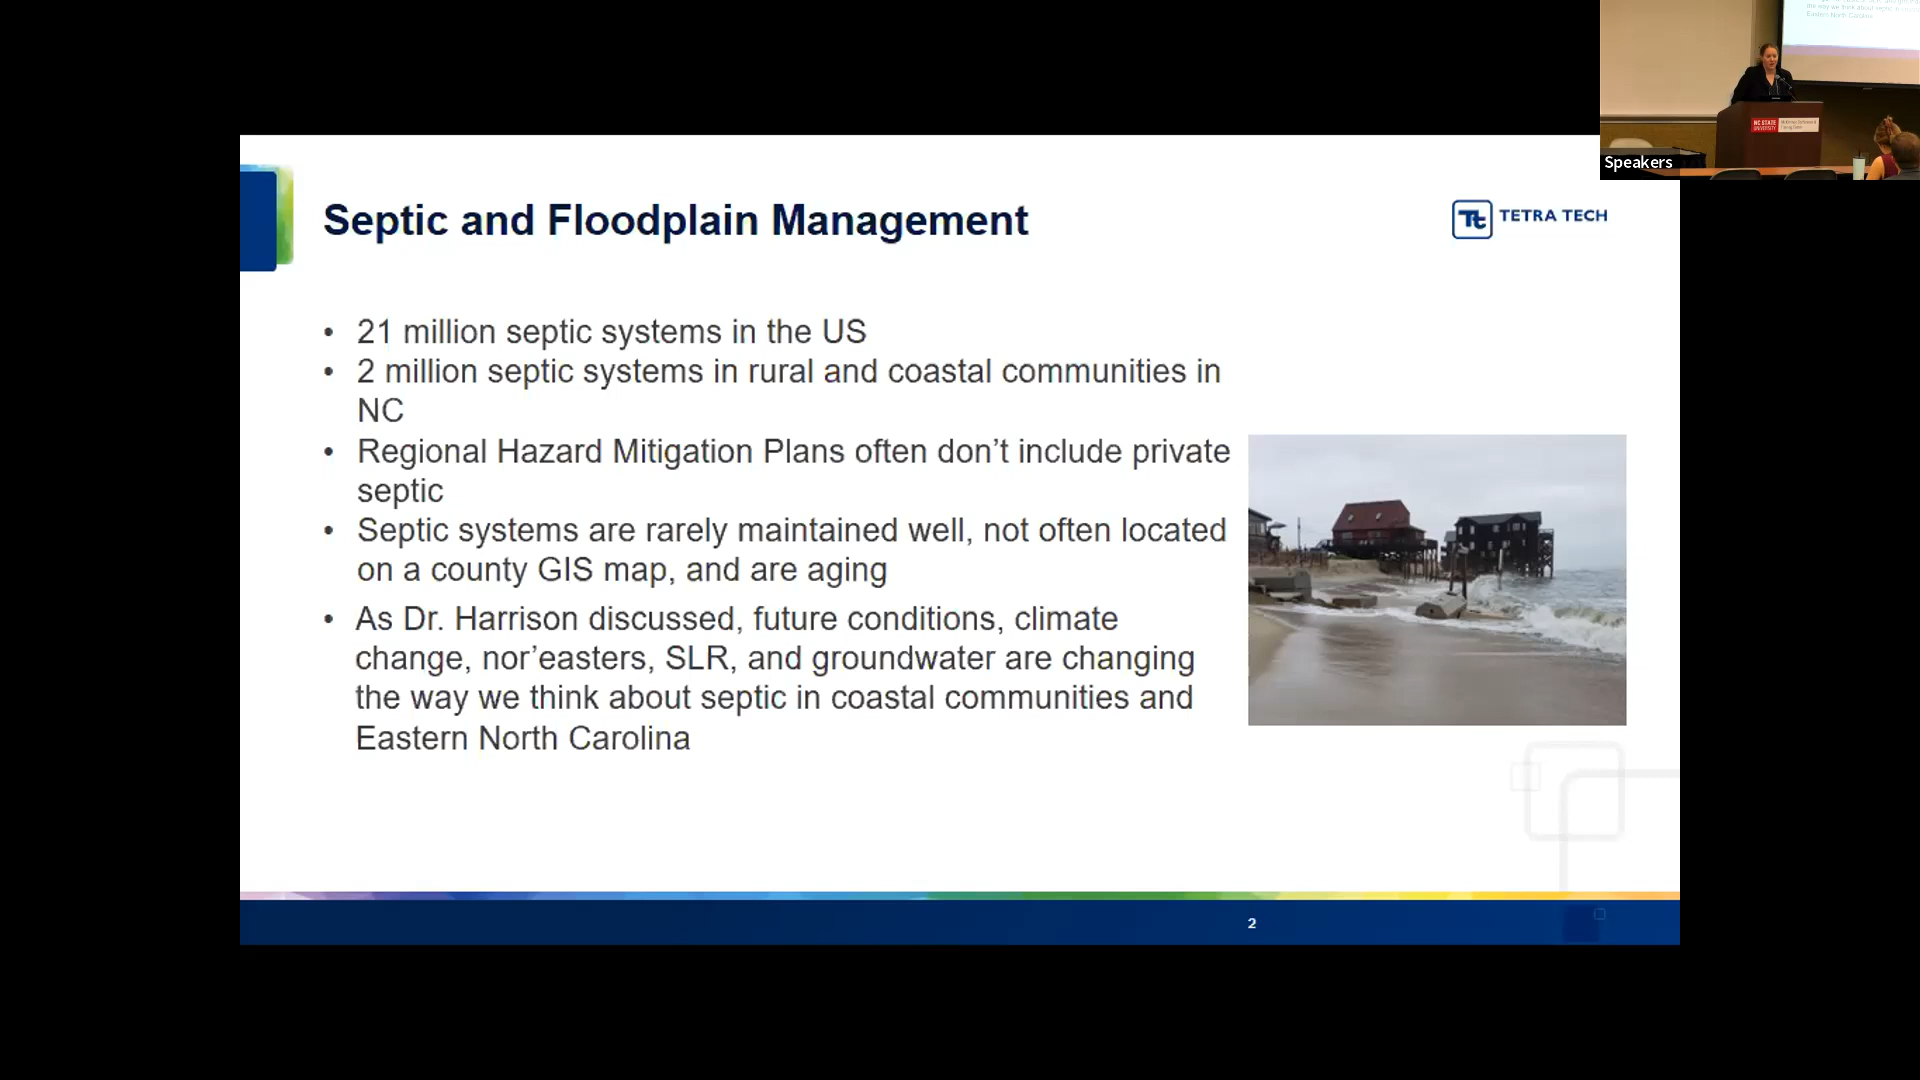 Speakers
NC STATE
UNIVERSITY
Septic and Floodplain Management
Tt TETRA TECH
• 21 million septic systems in the US
• 2 million septic systems in rural and coastal communities in
NC
• Regional Hazard Mitigation Plans often don't include private
septic
• Septic systems are rarely maintained well, not often located
on a county GIS map, and are aging
• As Dr. Harrison discussed, future conditions, climate
change, nor'easters, SLR, and groundwater are changing
the way we think about septic in coastal communities and
Eastern North Carolina
2